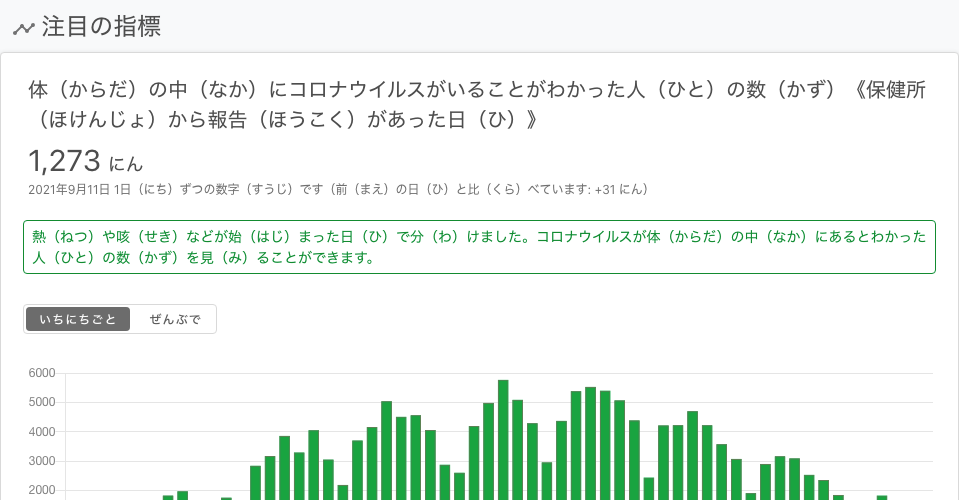 注目の指標
体（からだ）の中（なか）にコロナウイルスがいることがわかった人（ひと）の数（かず）《保健所
（ほけんじょ）から報告（ほうこく）があった日（ひ）》
1,273 にん
2021年9月11日 1日（にち）ずつの数字（すうじ）です（前（まえ）の日（ひ）と比（くら）べています: +31 にん）
熱（ねつ）や咳（せき）などが始（はじ）まった日（ひ）で分（わ）けました。コロナウイルスが体（からだ）の中（なか）にあるとわかった
人（ひと）の数（かず）を見（み）ることができます。
いちにちごと ぜんぶで
6000
5000
4000
3000
2000